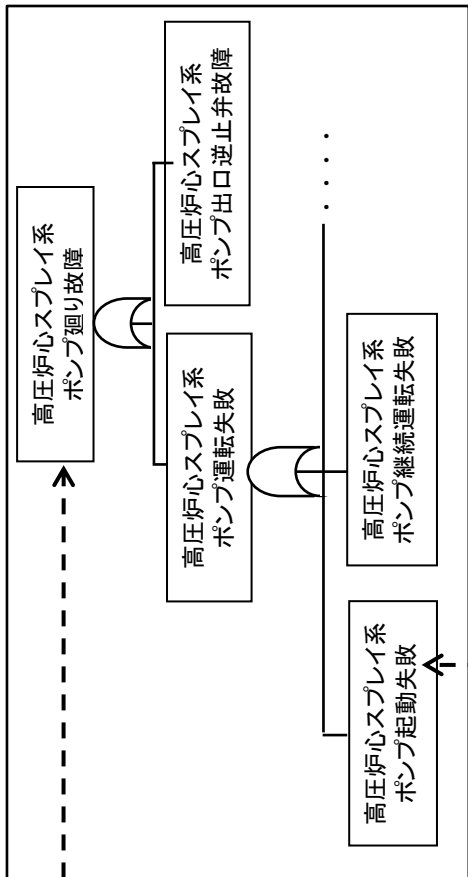 高圧炉心スプレイ系
ポンプ廻り故障
高圧炉心スプレイ系
ポンプ運転失敗
高圧炉心スプレイ系
ポンプ出口逆止弁故障
高圧炉心スプレイ系
ポンプ起動失敗
高圧炉心スプレイ系
ポンプ継続運転失敗
・・・・